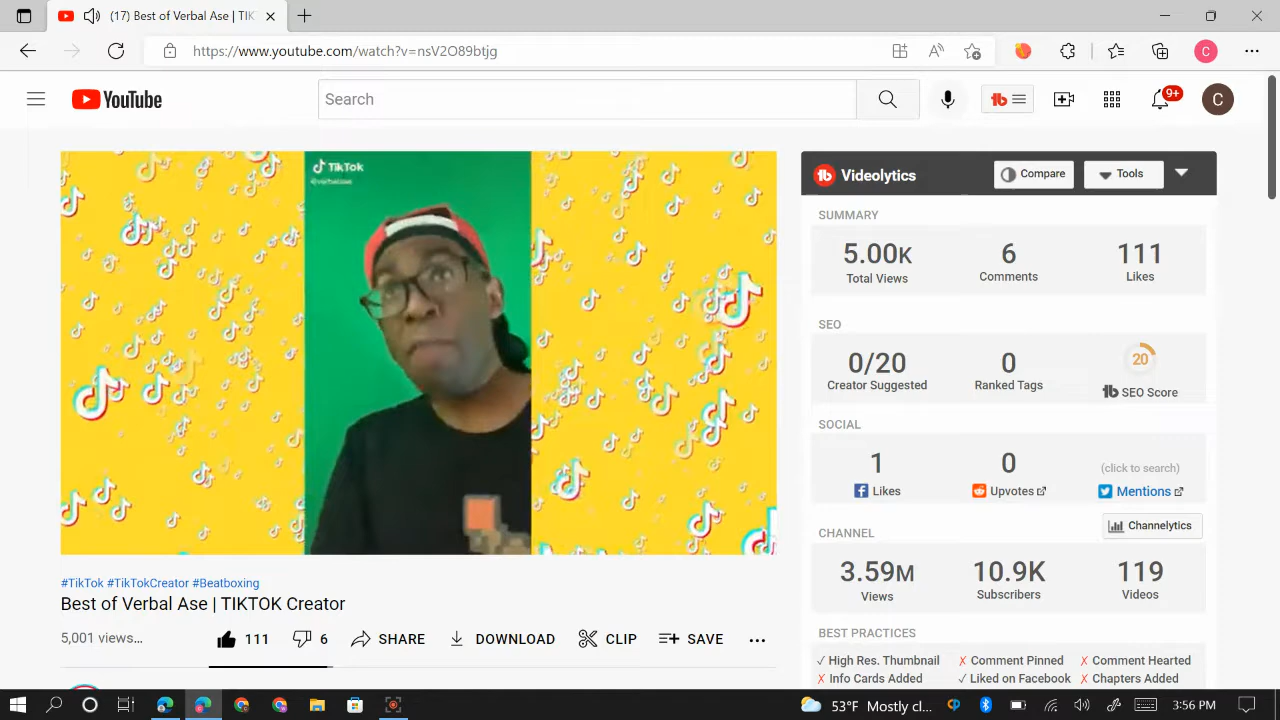 (17) Best of Verbal Ase | TIK
https://www.youtube.com/watch?v=nsV2O89btjg
YouTube
Search
9+
C
C
TikTok
@verbalase
Videolytics
Compare
Tools
SUMMARY
5.00K
6
111
Total Views
Comments
Likes
SEO
0/20
0
20
Creator Suggested
Ranked Tags
SEO Score
SOCIAL
1
0
(click to search)
Likes
Upvotes
Mentions
Channelytics
CHANNEL
3.59M
10.9K
119
Views
Subscribers
Videos
BEST PRACTICES
✓ High Res. Thumbnail
✗ Comment Pinned
✗ Comment Hearted
✗ Info Cards Added
✓ Liked on Facebook
✗ Chapters Added
#TikTok #TikTokCreator #Beatboxing
Best of Verbal Ase | TIKTOK Creator
5,001 views...
111
6
SHARE
DOWNLOAD
CLIP
SAVE
53°F Mostly cl...
3:56 PM